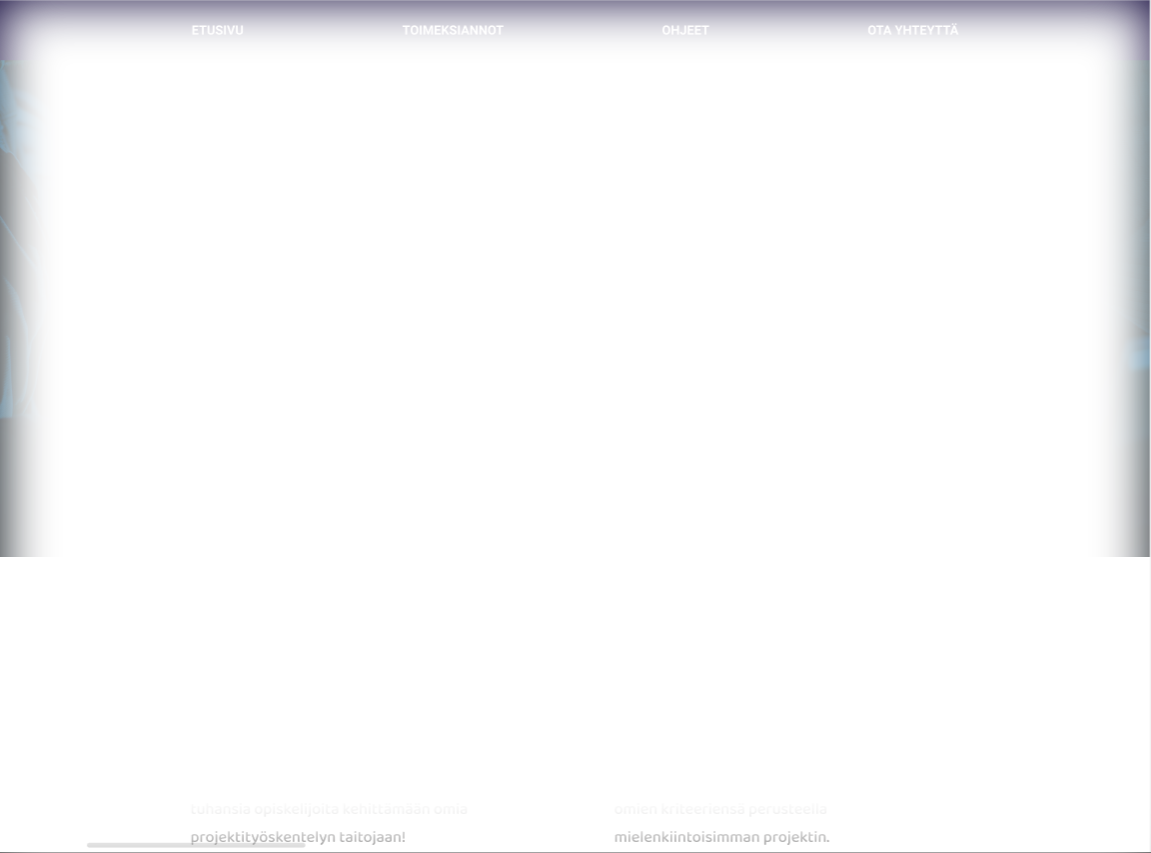 ETUSIVU TOIMEKSIANNOT OHJEET OTA YHTEYTTÄ
tuhansia opiskelijoita kehittämään omia
projektityöskentelyn taitojaan!
omien kriteeriensä perusteella
mielenkiintoisimman projektin.